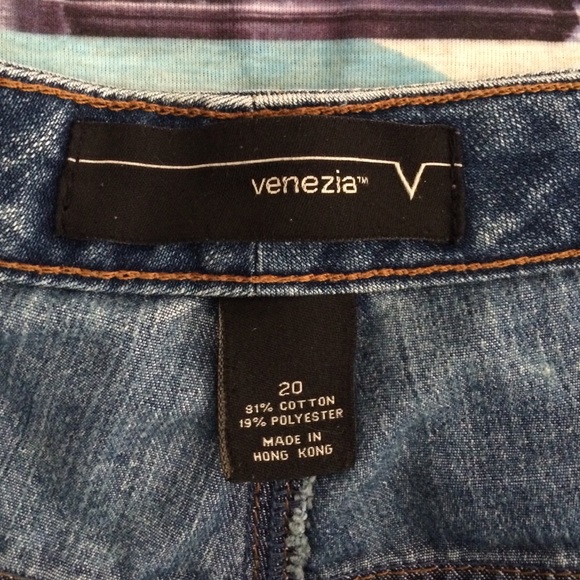 venezia™ V
20
81% COTTON
19% POLYESTER
MADE IN
HONG KONG